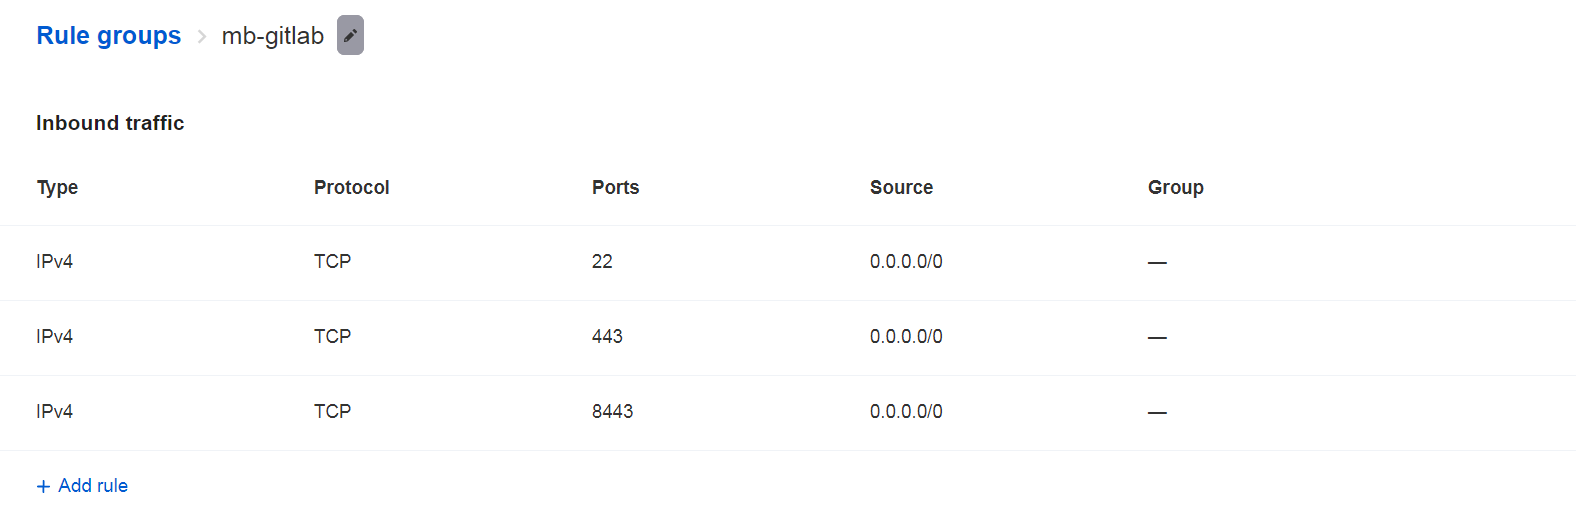 Rule groups > mb-gitlab
Inbound traffic
Type Protocol Ports Source Group
IPv4 TCP 22 0.0.0.0/0 —
IPv4 TCP 443 0.0.0.0/0 —
IPv4 TCP 8443 0.0.0.0/0 —
+ Add rule